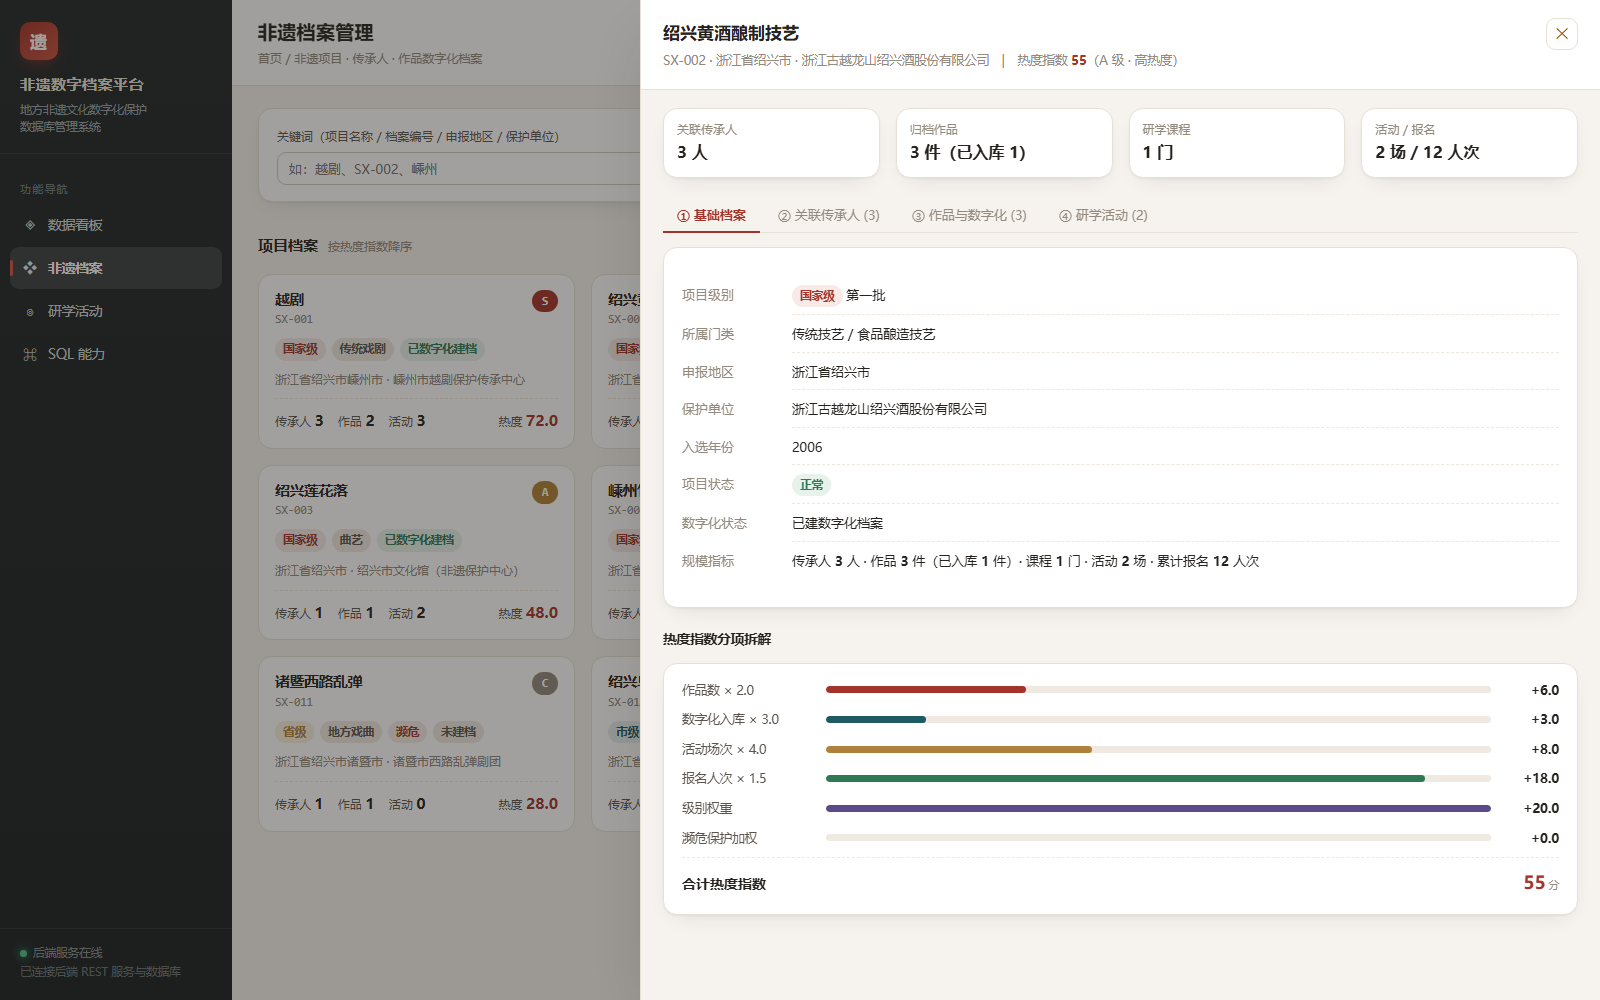 遗
非遗数字档案平台
地方非遗文化数字化保护
数据库管理系统
功能导航
数据看板
非遗档案
研学活动
SQL 能力
后端服务在线
已连接后端 REST 服务与数据库
非遗档案管理
首页 / 非遗项目 · 传承人 · 作品数字化档案
关键词（项目名称 / 档案编号 / 申报地区 / 保护单位）
如：越剧、SX-002、嵊州
项目档案 按热度指数降序
越剧 S
SX-001
国家级 传统戏剧 已数字化建档
浙江省绍兴市嵊州市 · 嵊州市越剧保护传承中心
传承人 3 作品 2 活动 3 热度 72.0
绍兴莲花落 A
SX-003
国家级 曲艺 已数字化建档
浙江省绍兴市 · 绍兴市文化馆（非遗保护中心）
传承人 1 作品 1 活动 2 热度 48.0
诸暨西路乱弹 C
SX-011
省级 地方戏曲 濒危 未建档
浙江省绍兴市诸暨市 · 诸暨市西路乱弹剧团
传承人 1 作品 1 活动 0 热度 28.0
绍兴黄酒酿制技艺
SX-002 · 浙江省绍兴市 · 浙江古越龙山绍兴酒股份有限公司 | 热度指数 55 (A 级 · 高热度)
关联传承人
3 人
归档作品
3 件（已入库 1）
研学课程
1 门
活动 / 报名
2 场 / 12 人次
① 基础档案 ② 关联传承人 (3) ③ 作品与数字化 (3) ④ 研学活动 (2)
项目级别 国家级 第一批
所属门类 传统技艺 / 食品酿造技艺
申报地区 浙江省绍兴市
保护单位 浙江古越龙山绍兴酒股份有限公司
入选年份 2006
项目状态 正常
数字化状态 已建数字化档案
规模指标 传承人 3 人 · 作品 3 件（已入库 1 件）· 课程 1 门 · 活动 2 场 · 累计报名 12 人次
热度指数分项拆解
作品数 × 2.0 +6.0
数字化入库 × 3.0 +3.0
活动场次 × 4.0 +8.0
报名人次 × 1.5 +18.0
级别权重 +20.0
濒危保护加权 +0.0
合计热度指数 55 分